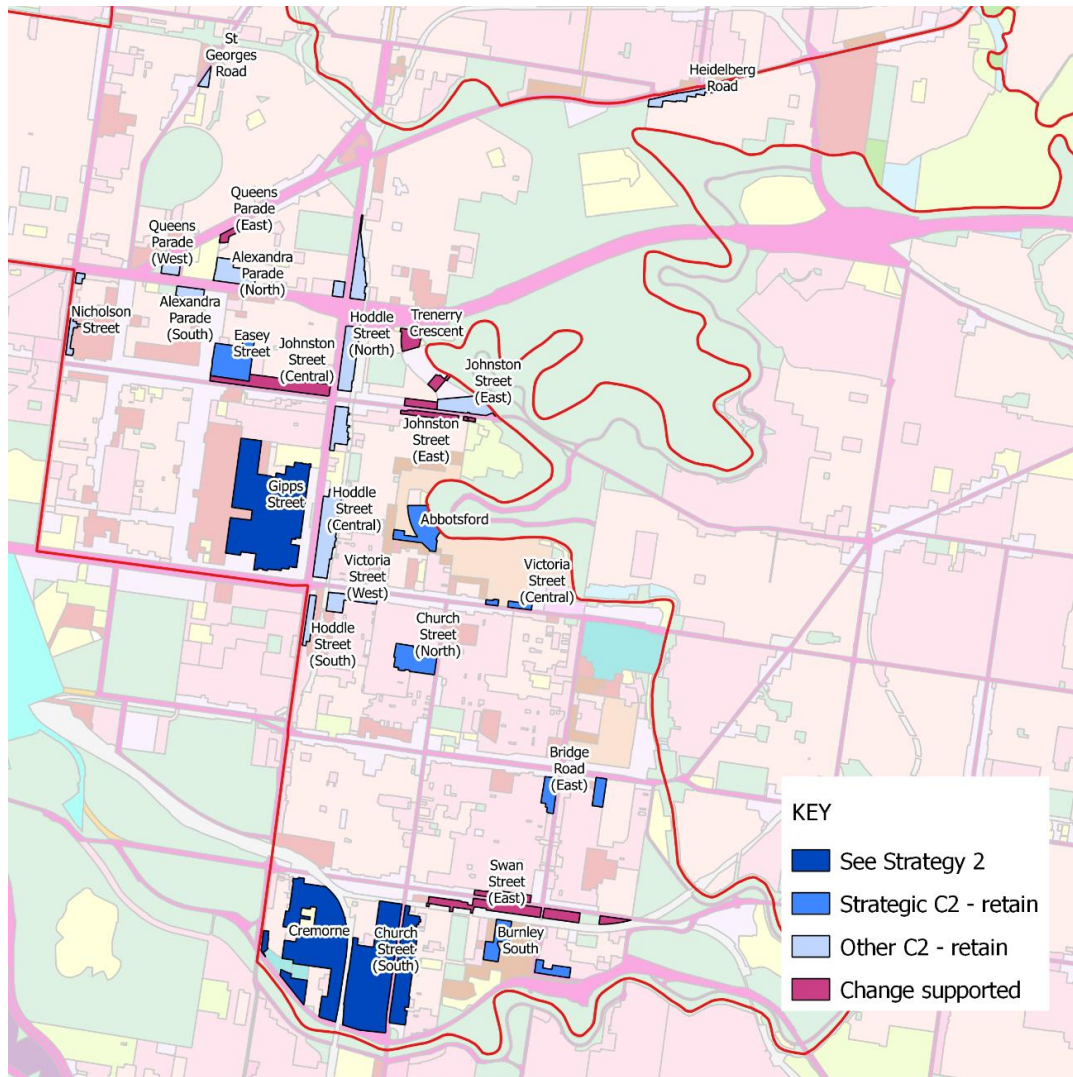 St
Georges
Road
Heidelberg
Road
Queens
Parade
(East)
Queens
Parade
(West)
Alexandra
Parade
(North)
Nicholson
Street
Alexandra
Parade
(South)
Easey
Street
Johnston
Street
(Central)
Hoddle
Street
(North)
Trenerry
Crescent
Johnston
Street
(East)
Johnston
Street
(East)
Gipps
Street
Hoddle
Street
(Central)
Abbotsford
Victoria
Street
(West)
Victoria
Street
(Central)
Hoddle
Street
(South)
Church
Street
(North)
Bridge
Road
(East)
Swan
Street
(East)
Cremorne
Church
Street
(South)
Burnley
South
KEY
See Strategy 2
Strategic C2 - retain
Other C2 - retain
Change supported